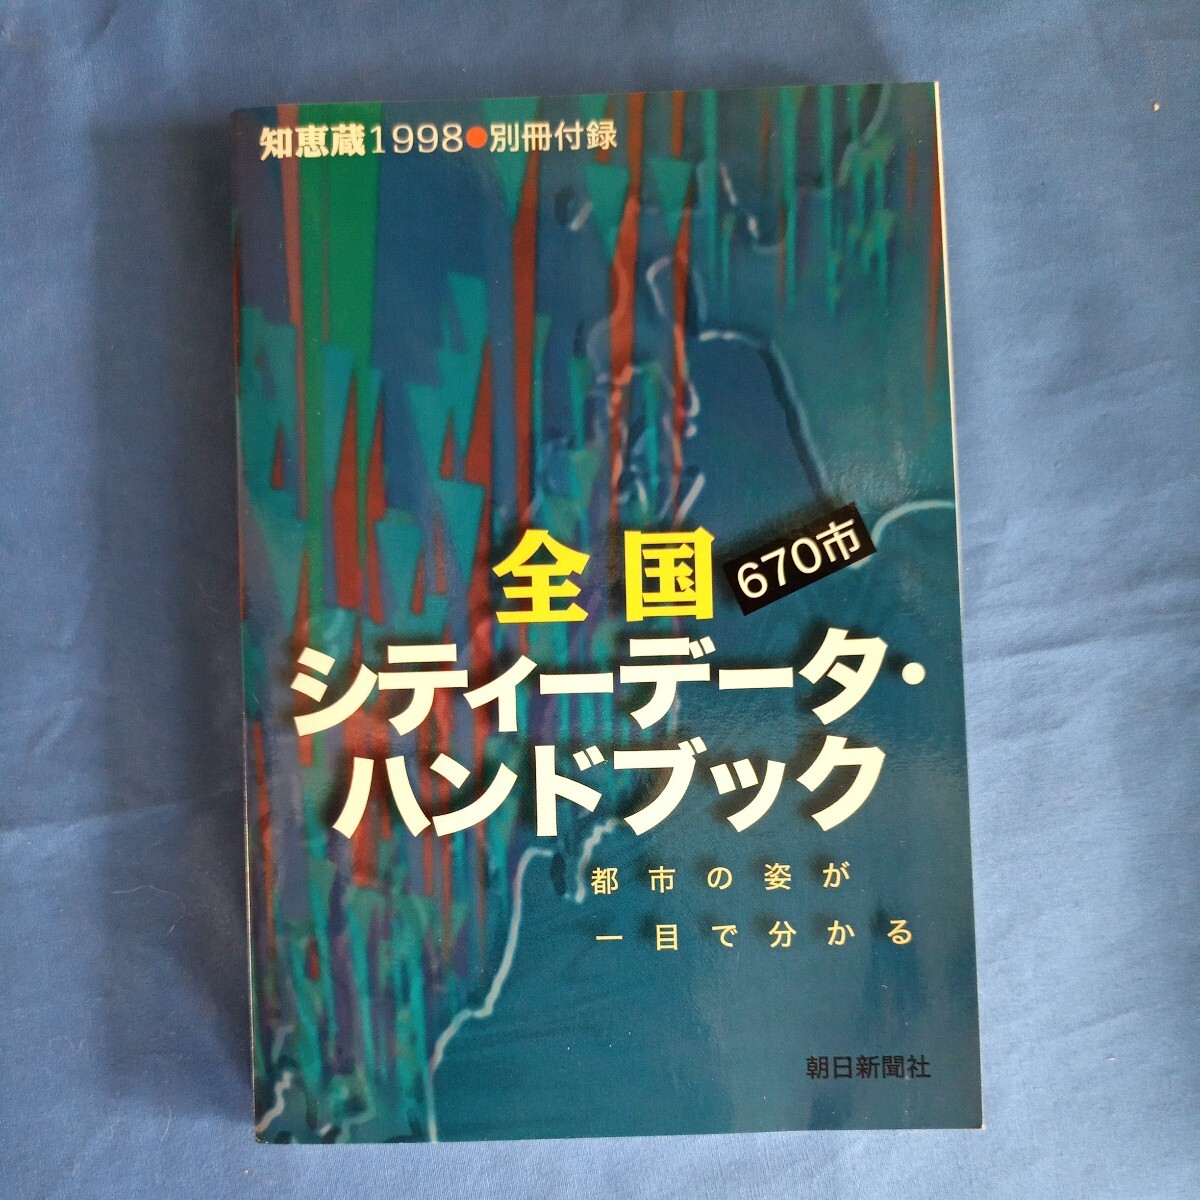 知恵蔵1998●別冊付録
全国 670市
シティーデータ・
ハンドブック
都市の姿が
一目で分かる
朝日新聞社